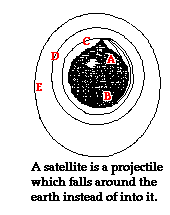 C
D
A
E
B
A satellite is a projectile
which falls around the
earth instead of into it.